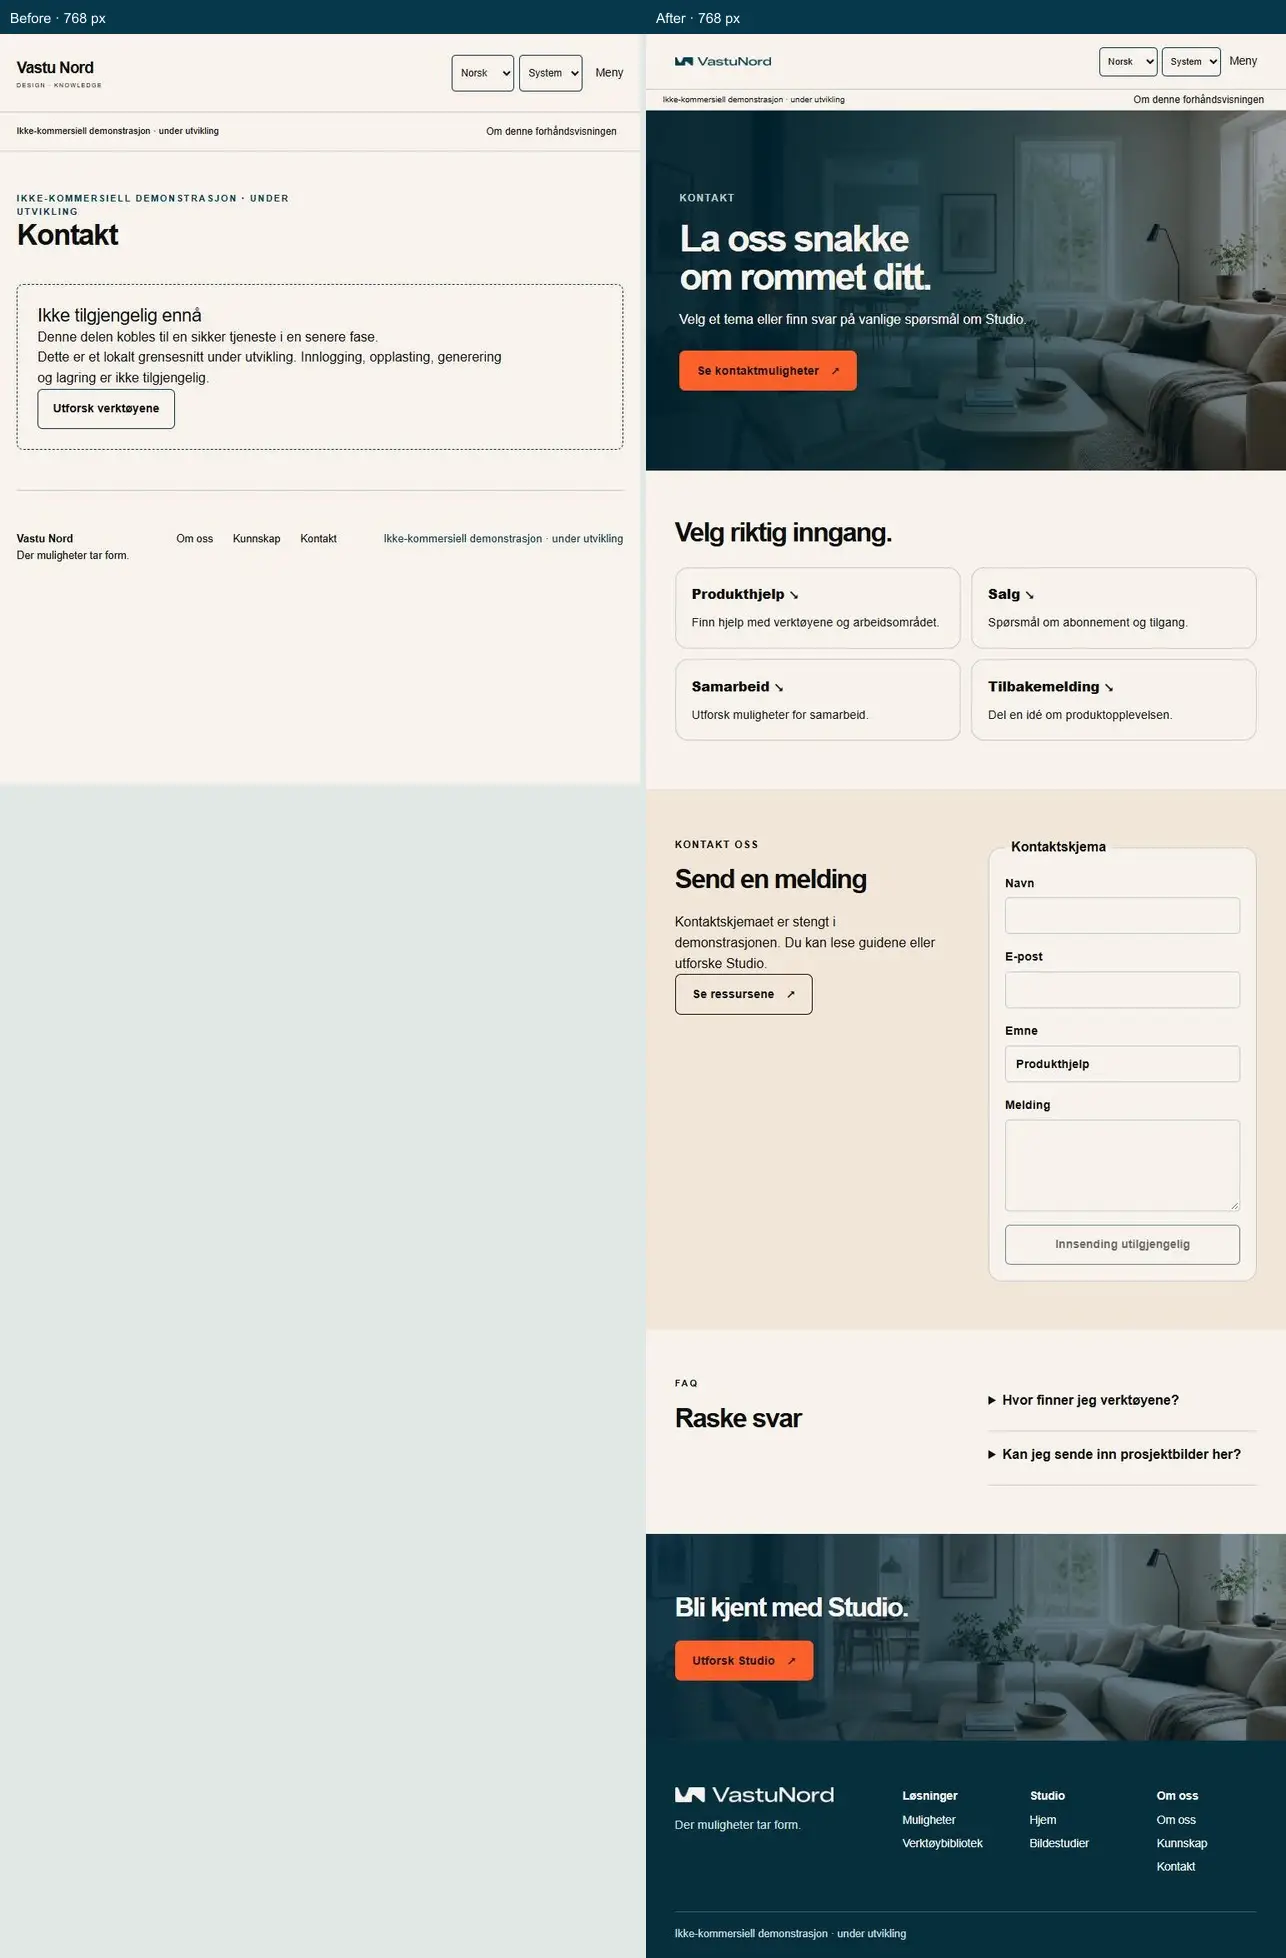 Before · 768 px
Vastu Nord
DESIGN · KNOWLEDGE
Norsk
System
Meny
Ikke-kommersiell demonstrasjon · under utvikling
Om denne forhåndsvisningen
IKKE-KOMMERSIELL DEMONSTRASJON · UNDER
UTVIKLING
Kontakt
Ikke tilgjengelig ennå
Denne delen kobles til en sikker tjeneste i en senere fase.
Dette er et lokalt grensesnitt under utvikling. Innlogging, opplasting, generering
og lagring er ikke tilgjengelig.
Utforsk verktøyene
Vastu Nord
Der muligheter tar form.
Om oss
Kunnskap
Kontakt
Ikke-kommersiell demonstrasjon · under utvikling
After · 768 px
VastuNord
Norsk
System
Meny
Ikke-kommersiell demonstrasjon · under utvikling
Om denne forhåndsvisningen
KONTAKT
La oss snakke
om rommet ditt.
Velg et tema eller finn svar på vanlige spørsmål om Studio.
Se kontaktmuligheter ↗
Velg riktig inngang.
Produkthjelp ↘
Finn hjelp med verktøyene og arbeidsområdet.
Salg ↘
Spørsmål om abonnement og tilgang.
Samarbeid ↘
Utforsk muligheter for samarbeid.
Tilbakemelding ↘
Del en idé om produktopplevelsen.
KONTAKT OSS
Send en melding
Kontaktskjemaet er stengt i
demonstrasjonen. Du kan lese guidene eller
utforske Studio.
Se ressursene ↗
Kontaktskjema
Navn
E-post
Emne
Produkthjelp
Melding
Innsending utilgjengelig
FAQ
Raske svar
▶ Hvor finner jeg verktøyene?
▶ Kan jeg sende inn prosjektbilder her?
Bli kjent med Studio.
Utforsk Studio ↗
VastuNord
Der muligheter tar form.
Løsninger
Muligheter
Verktøybibliotek
Studio
Hjem
Bildestudier
Om oss
Om oss
Kunnskap
Kontakt
Ikke-kommersiell demonstrasjon · under utvikling